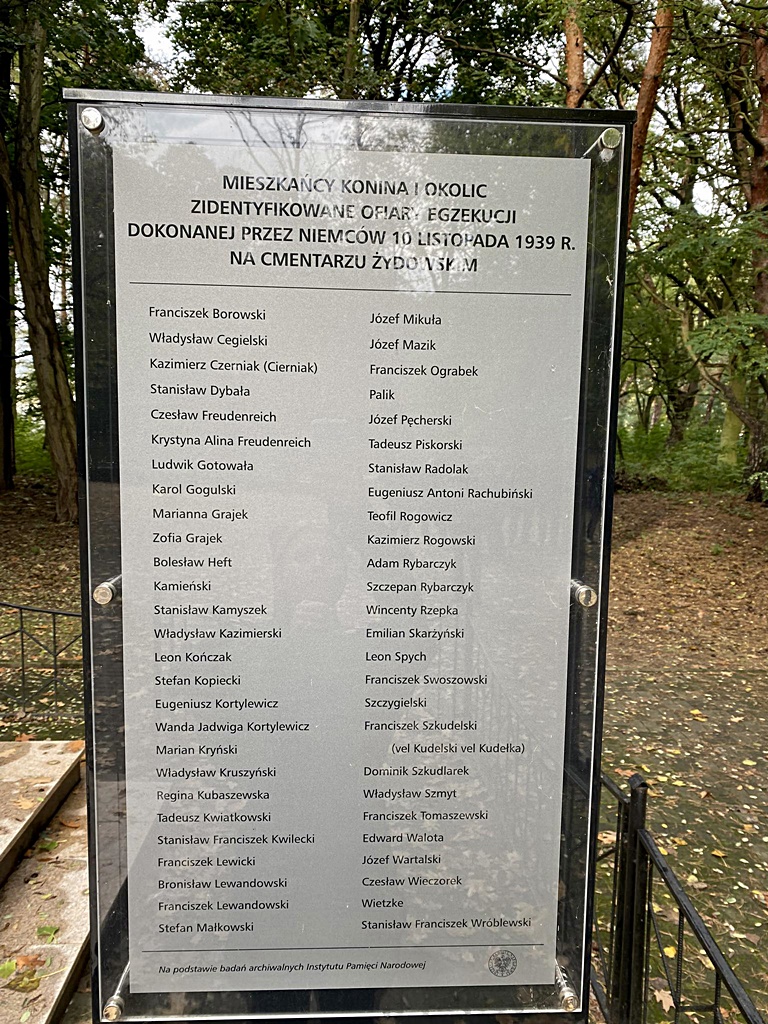 MIESZKAŃCY KONINA I OKOLIC
ZIDENTYFIKOWANE OFIARY EGZEKUCJI
DOKONANEJ PRZEZ NIEMCÓW 10 LISTOPADA 1939 R.
NA CMENTARZU ŻYDOWSKIM
Franciszek Borowski
Władysław Cegielski
Kazimierz Czerniak (Cierniak)
Stanisław Dybała
Czesław Freudenreich
Krystyna Alina Freudenreich
Ludwik Gotowała
Karol Gogulski
Marianna Grajek
Zofia Grajek
Bolesław Heft
Kamieński
Stanisław Kamyszek
Władysław Kazimierski
Leon Kończak
Stefan Kopiecki
Eugeniusz Kortylewicz
Wanda Jadwiga Kortylewicz
Marian Kryński
Władysław Kruszyński
Regina Kubaszewska
Tadeusz Kwiatkowski
Stanisław Franciszek Kwilecki
Franciszek Lewicki
Bronisław Lewandowski
Franciszek Lewandowski
Stefan Małkowski
Józef Mikuła
Józef Mazik
Franciszek Ograbek
Palik
Józef Pęcherski
Tadeusz Piskorski
Stanisław Radolak
Eugeniusz Antoni Rachubiński
Teofil Rogowicz
Kazimierz Rogowski
Adam Rybarczyk
Szczepan Rybarczyk
Wincenty Rzepka
Emilian Skarżyński
Leon Spych
Franciszek Swoszowski
Szczygielski
Franciszek Szkudelski
(vel Kudelski vel Kudełka)
Dominik Szkudlarek
Władysław Szmyt
Franciszek Tomaszewski
Edward Walota
Józef Wartalski
Czesław Wieczorek
Wietzke
Stanisław Franciszek Wróblewski
Na podstawie badań archiwalnych Instytutu Pamięci Narodowej